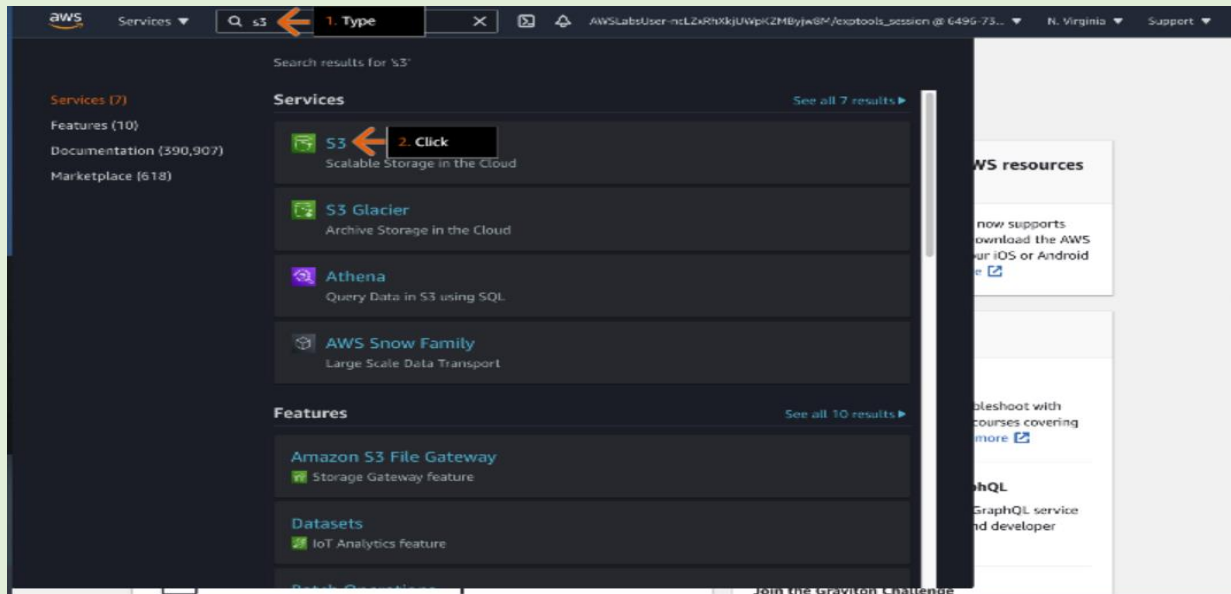 aws Services ▼ s3 1. Type X AWSLabsUser-ncLZxRhXkjUWpKZMByjw8M/exptools_session @ 6496-73... ▼ N. Virginia ▼ Support ▼
Search results for 's3'
Services (7)
Features (10)
Documentation (390,907)
Marketplace (618)
Services See all 7 results ▶
S3 2. Click
Scalable Storage in the Cloud
S3 Glacier
Archive Storage in the Cloud
Athena
Query Data in S3 using SQL
AWS Snow Family
Large Scale Data Transport
Features See all 10 results ▶
Amazon S3 File Gateway
Storage Gateway feature
Datasets
IoT Analytics feature
Batch Operations
WS resources
now supports
ownload the AWS
ur iOS or Android
e
bleshoot with
courses covering
more
phQL
GraphQL service
nd developer
Join the Graviton Challenge